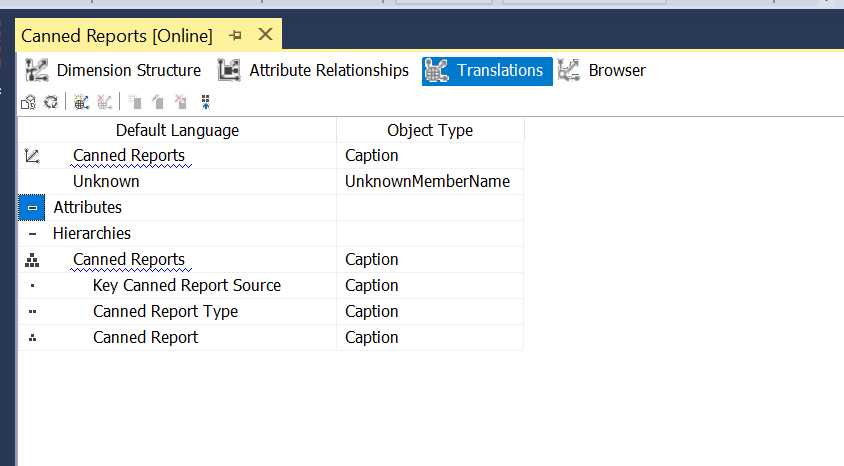 Canned Reports [Online]
Dimension Structure Attribute Relationships Translations Browser
Default Language Object Type
Canned Reports Caption
Unknown UnknownMemberName
Attributes
Hierarchies
Canned Reports Caption
Key Canned Report Source Caption
Canned Report Type Caption
Canned Report Caption